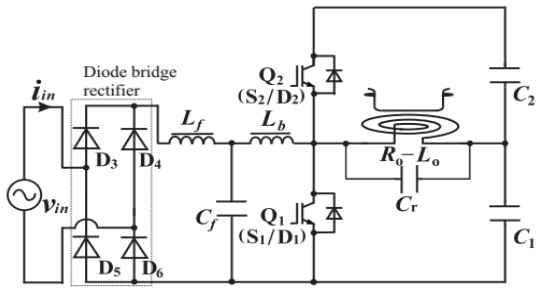 Diode bridge
rectifier
i_in
v_in
D3
D4
D5
D6
L_f
L_b
C_f
Q2
(S2/D2)
Q1
(S1/D1)
R_o-L_o
C_r
C2
C1